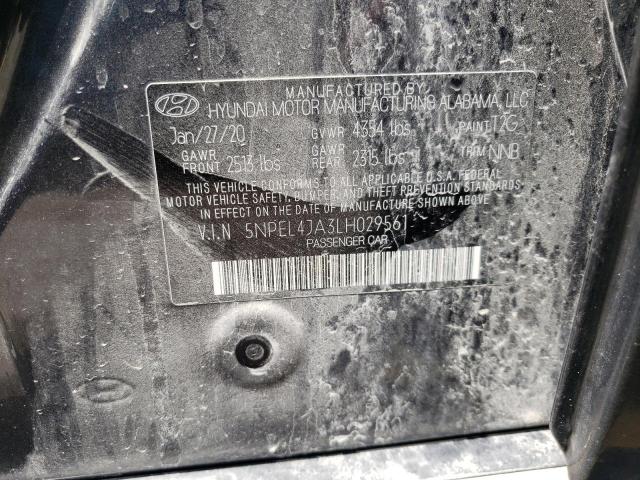 MANUFACTURED BY
HYUNDAI MOTOR MANUFACTURING ALABAMA, LLC
Jan/27/20 GVWR 4354 lbs PAINT T2G
GAWR FRONT 2513 lbs GAWR REAR 2315 lbs TRIM NNB
THIS VEHICLE CONFORMS TO ALL APPLICABLE U.S.A. FEDERAL
MOTOR VEHICLE SAFETY, BUMPER, AND THEFT PREVENTION STANDARDS
IN EFFECT ON THE DATE OF MANUFACTURE SHOWN ABOVE.
V.I.N 5NPEL4JA3LH029561
PASSENGER CAR